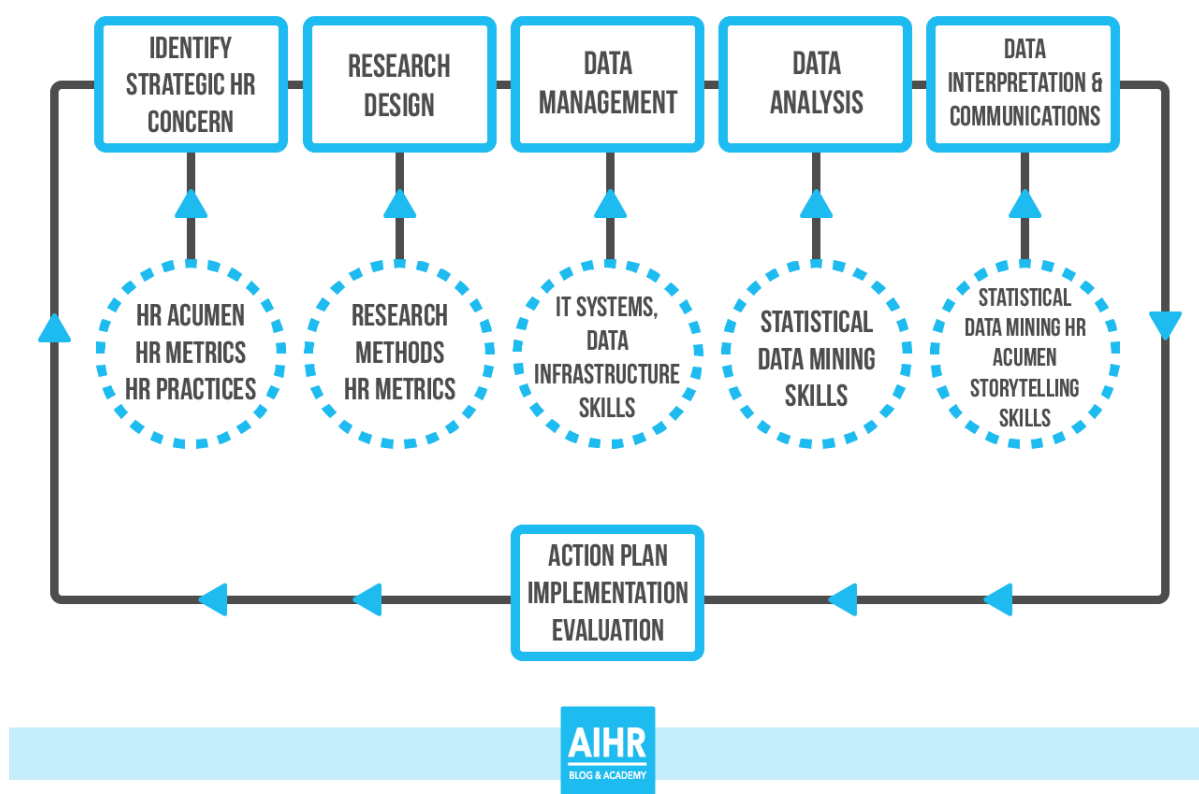 IDENTIFY
STRATEGIC HR
CONCERN
RESEARCH
DESIGN
DATA
MANAGEMENT
DATA
ANALYSIS
DATA
INTERPRETATION &
COMMUNICATIONS
HR ACUMEN
HR METRICS
HR PRACTICES
RESEARCH
METHODS
HR METRICS
IT SYSTEMS,
DATA
INFRASTRUCTURE
SKILLS
STATISTICAL
DATA MINING
SKILLS
STATISTICAL
DATA MINING HR
ACUMEN
STORYTELLING
SKILLS
ACTION PLAN
IMPLEMENTATION
EVALUATION
AIHR
BLOG & ACADEMY